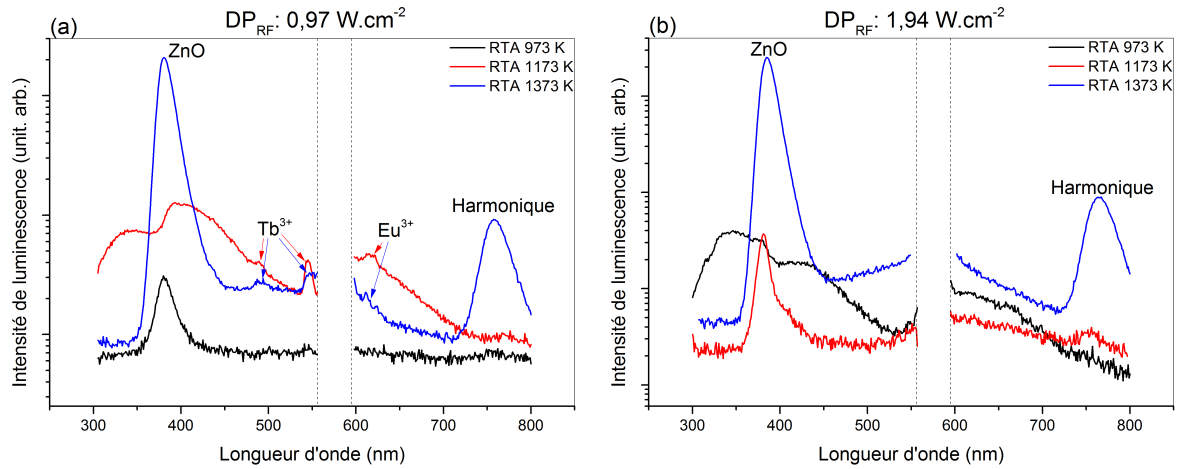 DP_RF: 0,97 W.cm⁻²
(a)
ZnO
RTA 973 K
RTA 1173 K
RTA 1373 K
Tb³⁺
Eu³⁺
Harmonique
Intensité de luminescence (unit. arb.)
300 400 500 600 700 800
Longueur d'onde (nm)
DP_RF: 1,94 W.cm⁻²
(b)
ZnO
RTA 973 K
RTA 1173 K
RTA 1373 K
Harmonique
Intensité de luminescence (unit. arb.)
300 400 500 600 700 800
Longueur d'onde (nm)